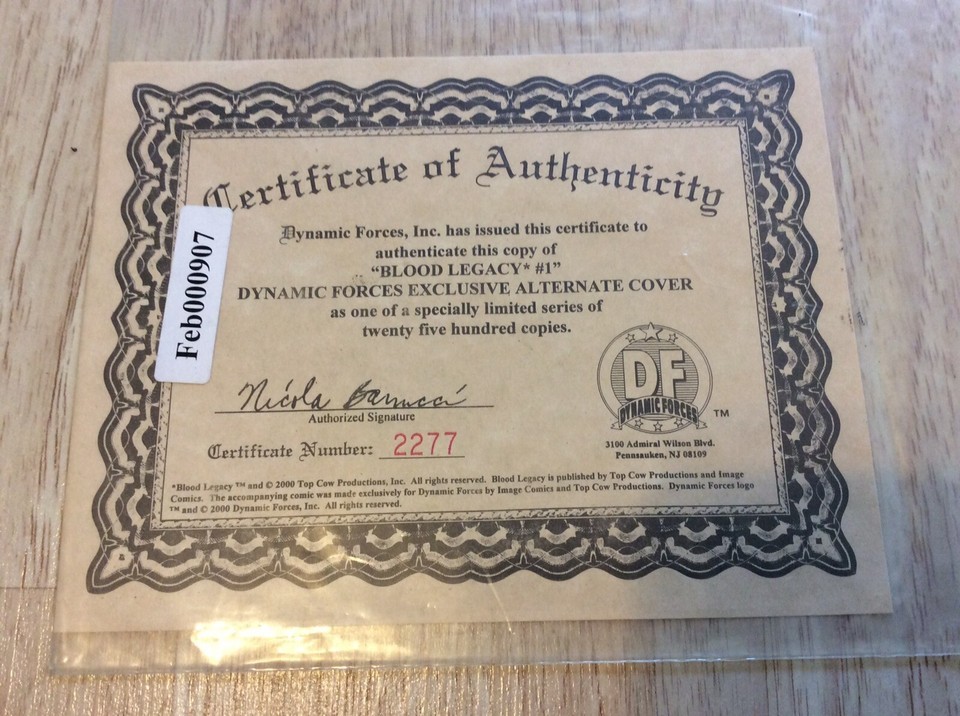 Certificate of Authenticity
Dynamic Forces, Inc. has issued this certificate to
authenticate this copy of
“BLOOD LEGACY* #1”
DYNAMIC FORCES EXCLUSIVE ALTERNATE COVER
as one of a specially limited series of
twenty five hundred copies.
Feb000907
Nicola Barrucci
Authorized Signature
Certificate Number: 2277
DF
DYNAMIC FORCES
TM
3100 Admiral Wilson Blvd.
Pennsauken, NJ 08109
*Blood Legacy ™ and © 2000 Top Cow Productions, Inc. All rights reserved. Blood Legacy is published by Top Cow Productions and Image
Comics. The accompanying comic was made exclusively for Dynamic Forces by Image Comics and Top Cow Productions. Dynamic Forces logo
™ and © 2000 Dynamic Forces, Inc. All rights reserved.